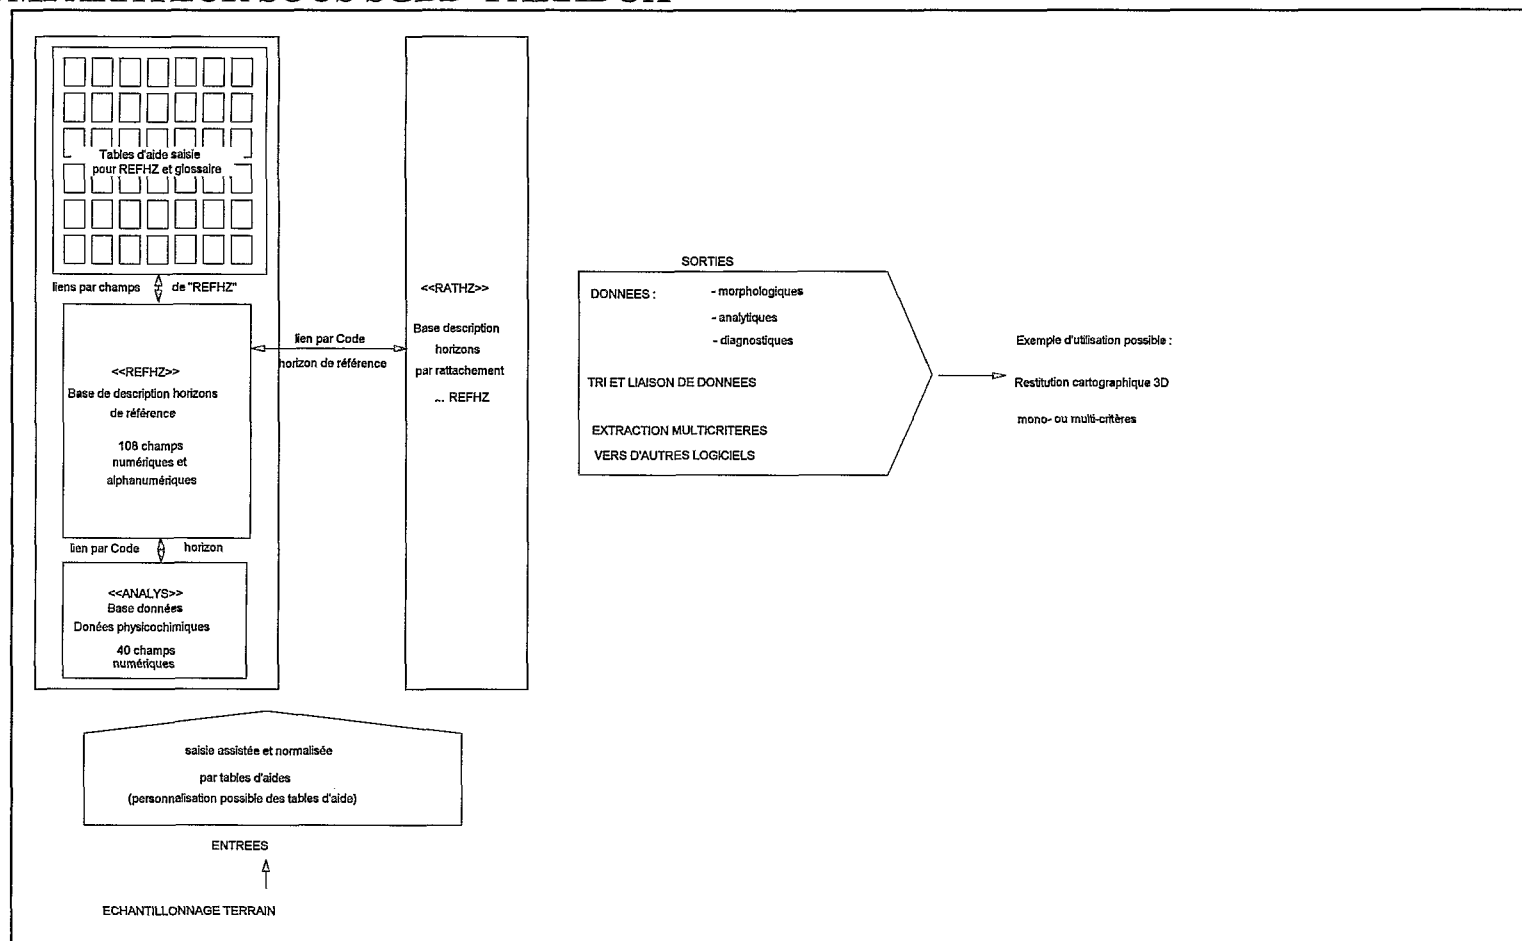 Tables d'aide saisie
pour REFHZ et glossaire
liens par champs de "REFHZ"
<<REFHZ>>
Base de description horizons
de référence
108 champs
numériques et
alphanumériques
lien par Code horizon
<<ANALYS>>
Base données
Donées physicochimiques
40 champs
numériques
lien par Code
horizon de référence
<<RATHZ>>
Base description
horizons
par rattachement
... REFHZ
SORTIES
DONNEES : - morphologiques
- analytiques
- diagnostiques
TRI ET LIAISON DE DONNEES
EXTRACTION MULTICRITERES
VERS D'AUTRES LOGICIELS
Exemple d'utilisation possible :
Restitution cartographique 3D
mono- ou multi-critères
saisie assistée et normalisée
par tables d'aides
(personnalisation possible des tables d'aide)
ENTREES
ECHANTILLONNAGE TERRAIN